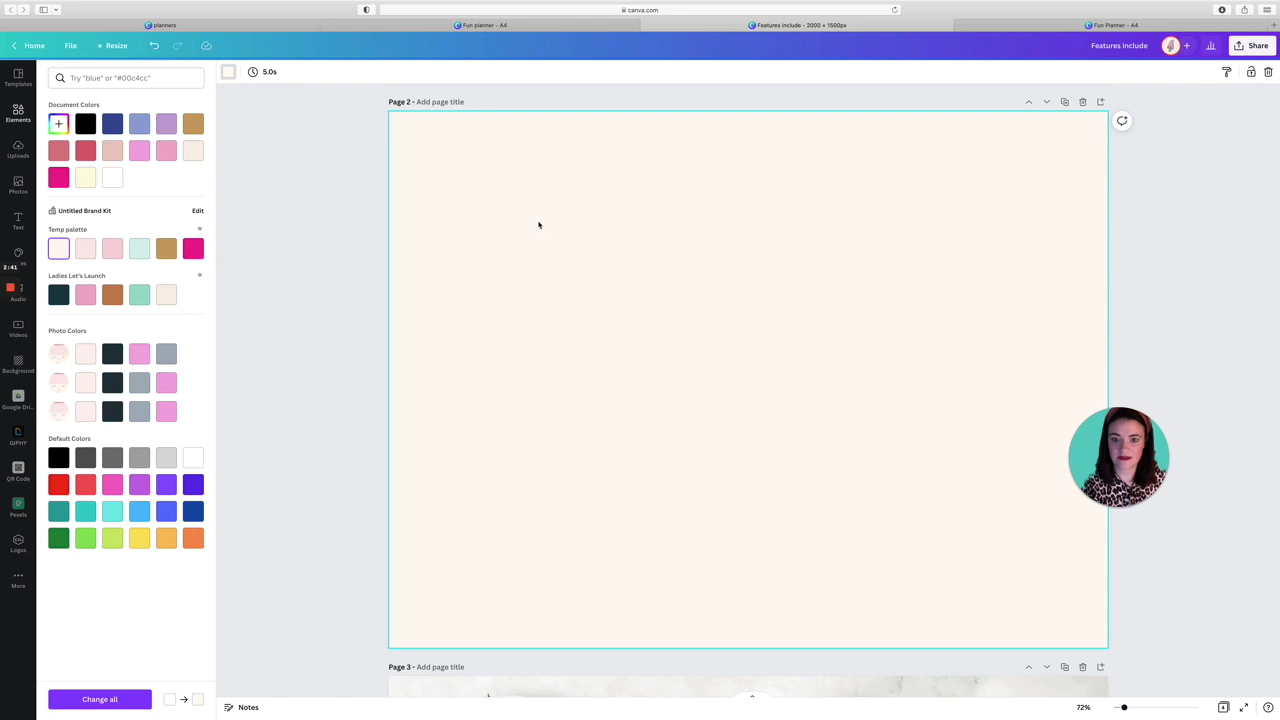 canva.com
planners
Fun planner - A4
Features include - 2000 × 1500px
Fun Planner - A4
Home
File
Resize
Features include
Share
Try "blue" or "#00c4cc"
5.0s
Templates
Elements
Uploads
Photos
Text
2:41
Audio
Videos
Background
Google Dri...
GIPHY
QR Code
Pexels
Logos
More
Document Colors
Untitled Brand Kit
Edit
Temp palette
Ladies Let's Launch
Photo Colors
Default Colors
Change all
Page 2 - Add page title
Page 3 - Add page title
Notes
72%
4